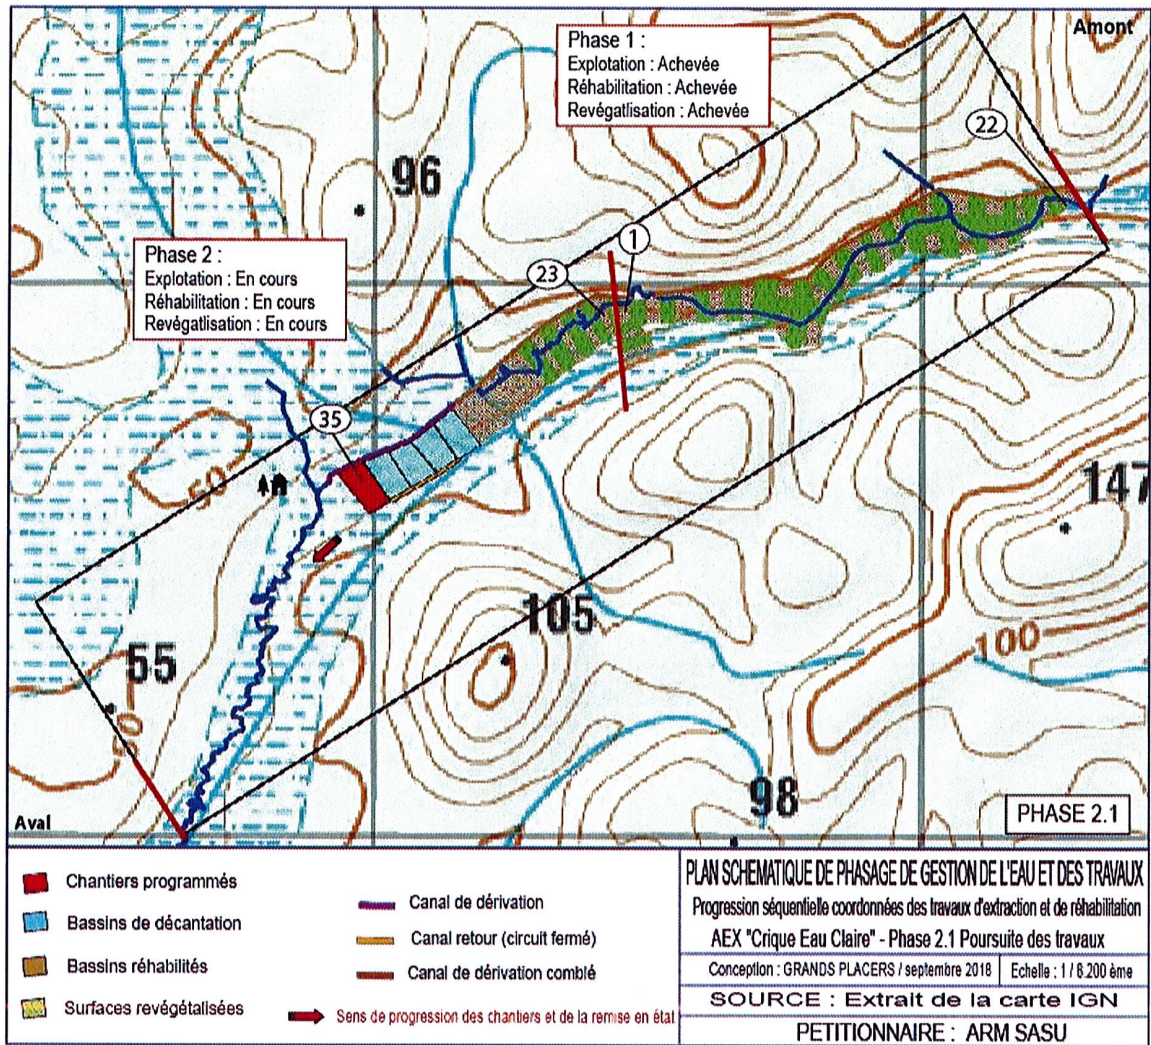 Amont
Phase 1 :
Explotation : Achevée
Réhabilitation : Achevée
Revégatlisation : Achevée
22
96
Phase 2 :
Explotation : En cours
Réhabilitation : En cours
Revégatlisation : En cours
1
23
35
50
147
105
100
55
50
98
PHASE 2.1
Aval
Chantiers programmés
Bassins de décantation
Bassins réhabilités
Surfaces revégétalisées
Canal de dérivation
Canal retour (circuit fermé)
Canal de dérivation comblé
Sens de progression des chantiers et de la remise en état
PLAN SCHEMATIQUE DE PHASAGE DE GESTION DE L'EAU ET DES TRAVAUX
Progression séquentielle coordonnées des travaux d'extraction et de réhabilitation
AEX "Crique Eau Claire" - Phase 2.1 Poursuite des travaux
Conception : GRANDS PLACERS / septembre 2018
Echelle : 1 / 8.200 ème
SOURCE : Extrait de la carte IGN
PETITIONNAIRE : ARM SASU